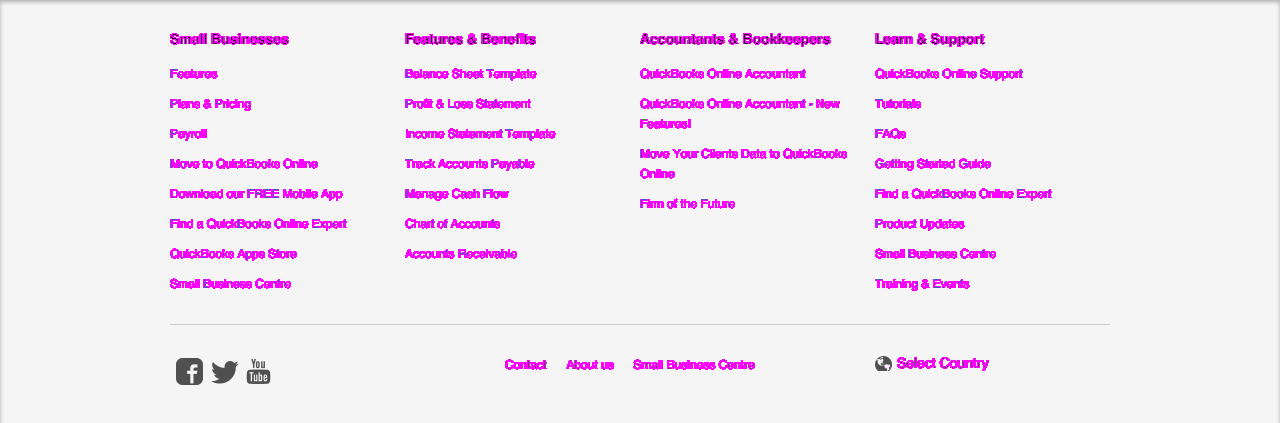 Small Businesses
Features
Plans & Pricing
Payroll
Move to QuickBooks Online
Download our FREE Mobile App
Find a QuickBooks Online Expert
QuickBooks Apps Store
Small Business Centre
Features & Benefits
Balance Sheet Template
Profit & Loss Statement
Income Statement Template
Track Accounts Payable
Manage Cash Flow
Chart of Accounts
Accounts Receivable
Accountants & Bookkeepers
QuickBooks Online Accountant
QuickBooks Online Accountant - New
Features!
Move Your Clients Data to QuickBooks
Online
Firm of the Future
Learn & Support
QuickBooks Online Support
Tutorials
FAQs
Getting Started Guide
Find a QuickBooks Online Expert
Product Updates
Small Business Centre
Training & Events
You
Tube
Contact About us Small Business Centre
Select Country